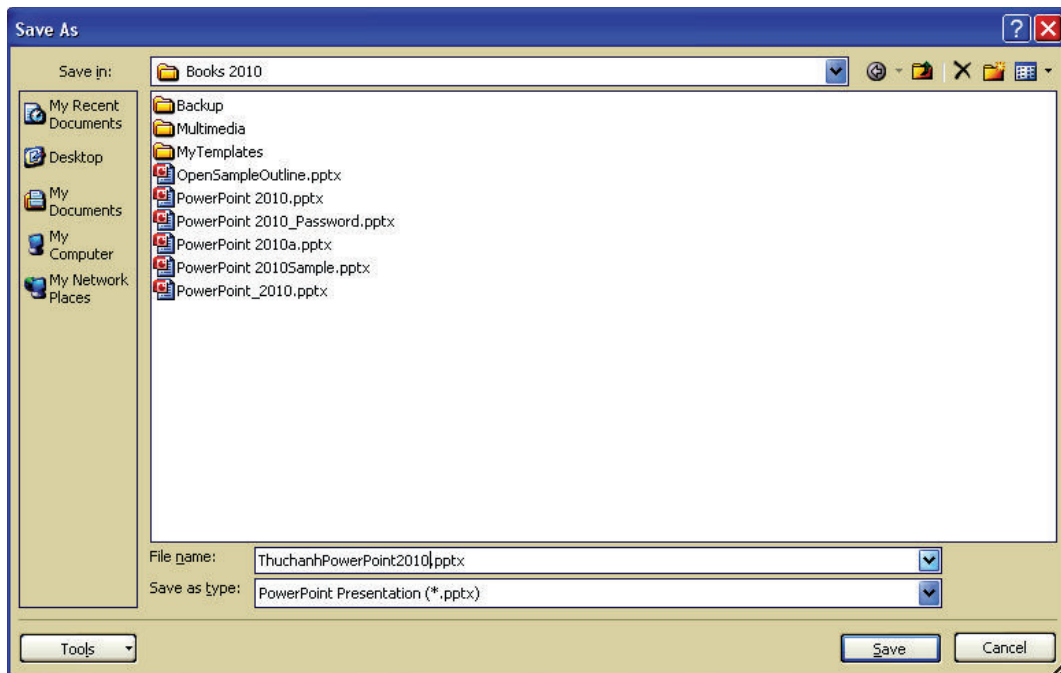 Save As
Save in:
Books 2010
My Recent
Documents
Desktop
My
Documents
My
Computer
My Network
Places
Backup
Multimedia
MyTemplates
OpenSampleOutline.pptx
PowerPoint 2010.pptx
PowerPoint 2010_Password.pptx
PowerPoint 2010a.pptx
PowerPoint 2010Sample.pptx
PowerPoint_2010.pptx
File name:
ThuchanhPowerPoint2010.pptx
Save as type:
PowerPoint Presentation (*.pptx)
Tools
Save
Cancel